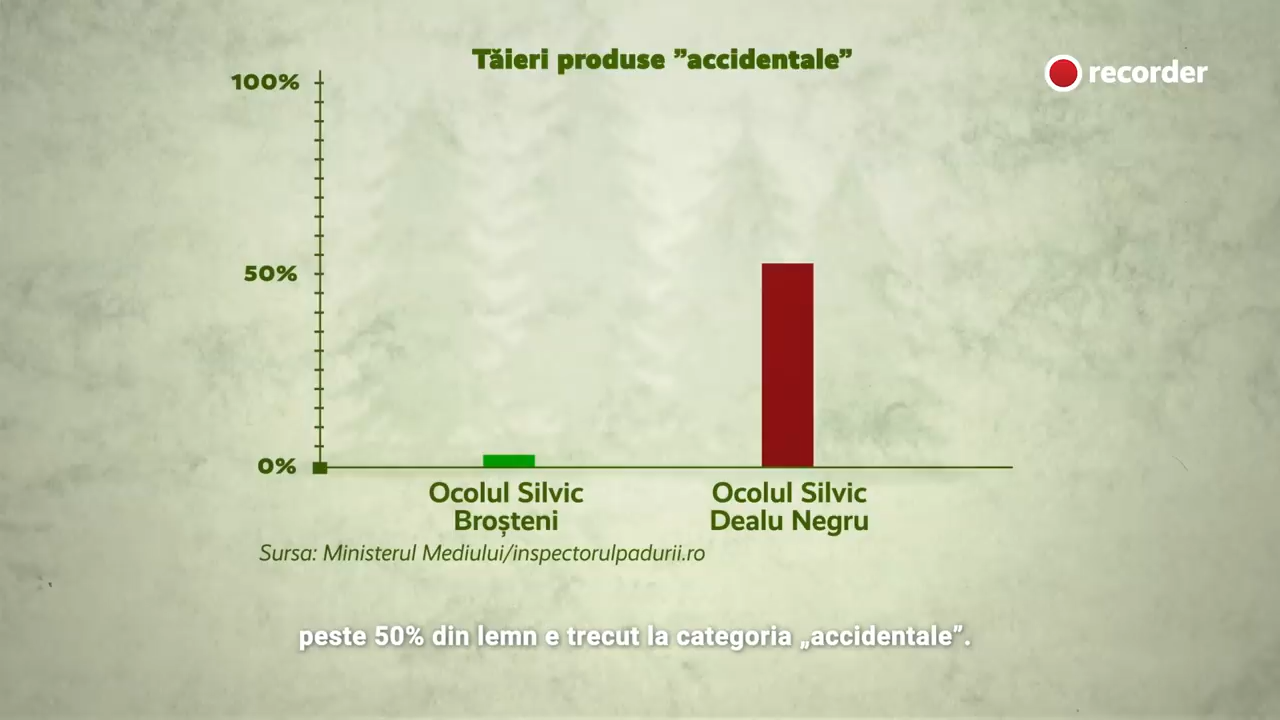 Tăieri produse ”accidentale”
recorder
100%
50%
0%
Ocolul Silvic
Broșteni
Ocolul Silvic
Dealu Negru
Sursa: Ministerul Mediului/inspectorulpadurii.ro
peste 50% din lemn e trecut la categoria „accidentale”.